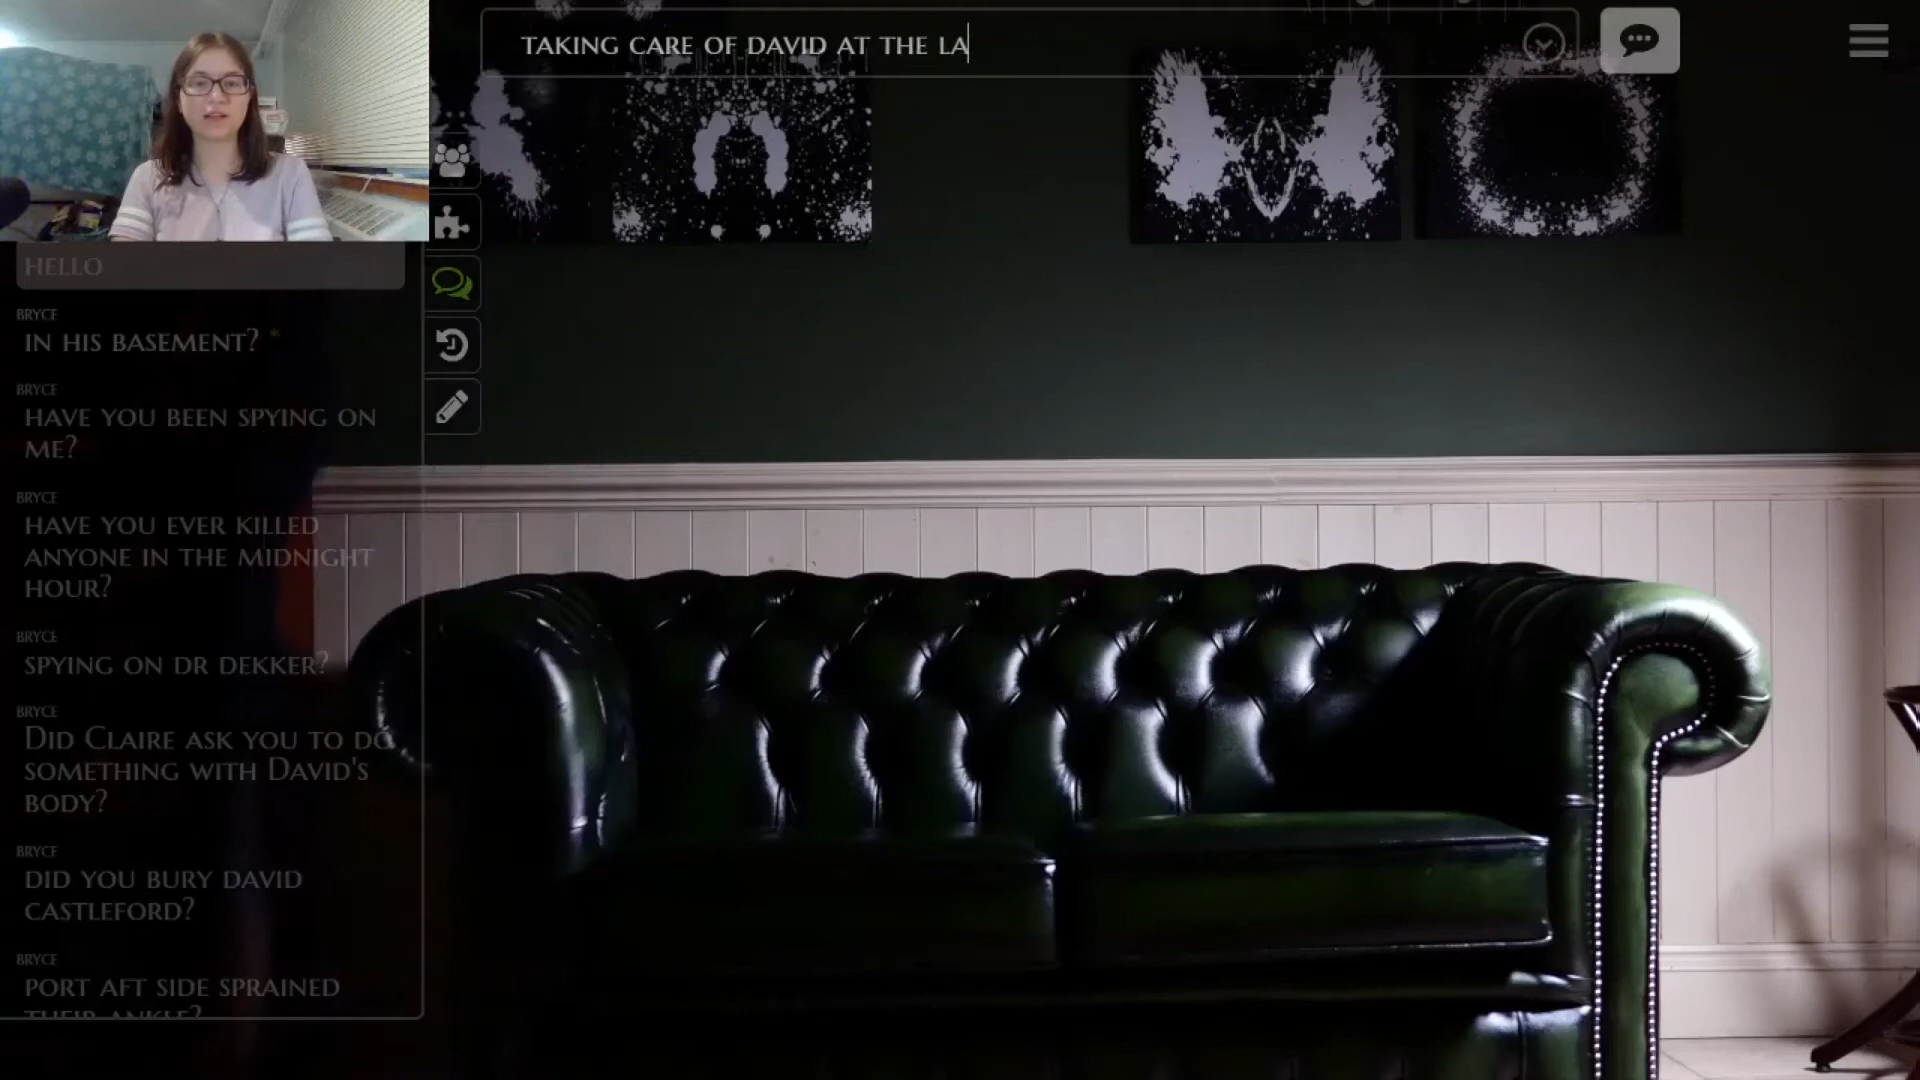 TAKING CARE OF DAVID AT THE LA
HELLO
BRYCE
IN HIS BASEMENT? *
BRYCE
HAVE YOU BEEN SPYING ON
ME?
BRYCE
HAVE YOU EVER KILLED
ANYONE IN THE MIDNIGHT
HOUR?
BRYCE
SPYING ON DR DEKKER?
BRYCE
DID CLAIRE ASK YOU TO DO
SOMETHING WITH DAVID'S
BODY?
BRYCE
DID YOU BURY DAVID
CASTLEFORD?
BRYCE
PORT AFT SIDE SPRAINED
THEIR ANKLE?